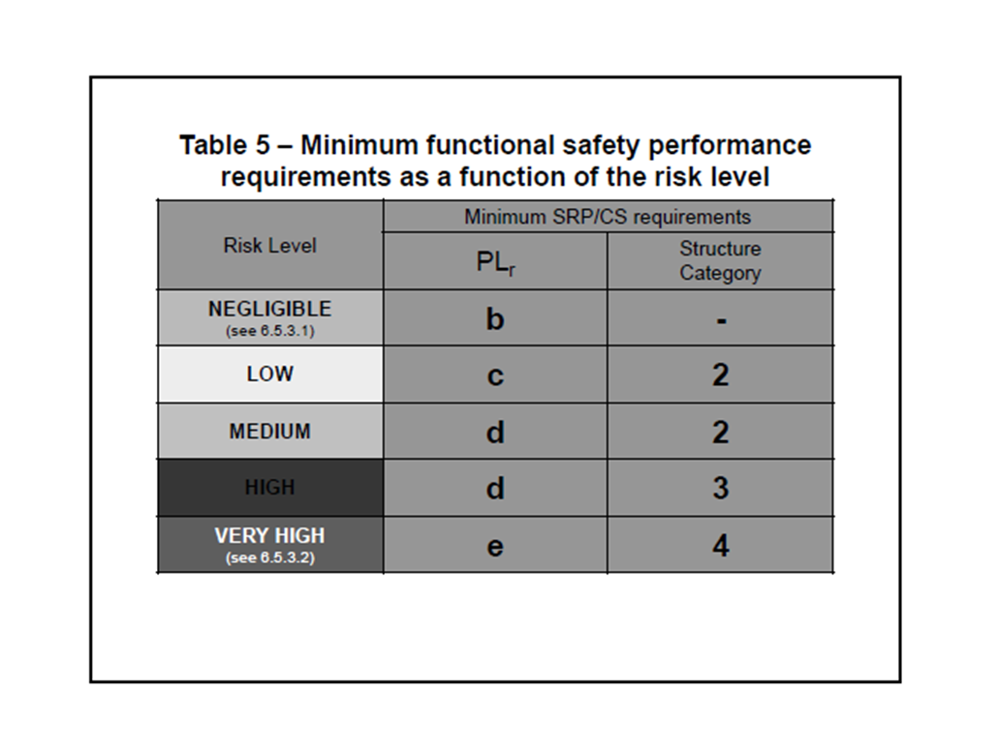 Table 5 – Minimum functional safety performance
requirements as a function of the risk level
Risk Level
Minimum SRP/CS requirements
PLr
Structure
Category
NEGLIGIBLE
(see 6.5.3.1)
b
-
LOW
c
2
MEDIUM
d
2
HIGH
d
3
VERY HIGH
(see 6.5.3.2)
e
4